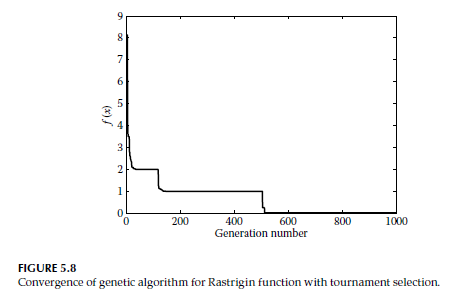 9
8
7
6
5
4
3
2
1
0
f (x)
0 200 400 600 800 1000
Generation number
FIGURE 5.8
Convergence of genetic algorithm for Rastrigin function with tournament selection.